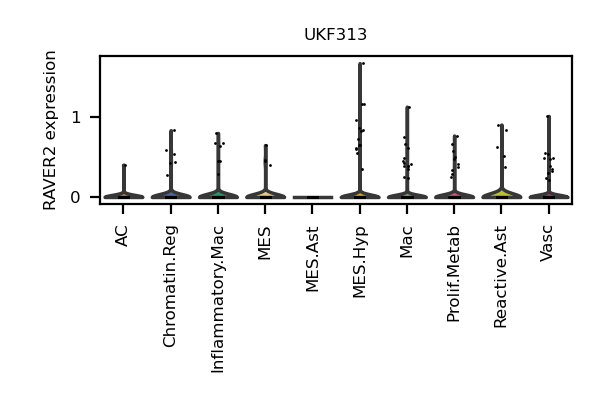 UKF313
RAVER2 expression
1
0
AC
Chromatin.Reg
Inflammatory.Mac
MES
MES.Ast
MES.Hyp
Mac
Prolif.Metab
Reactive.Ast
Vasc